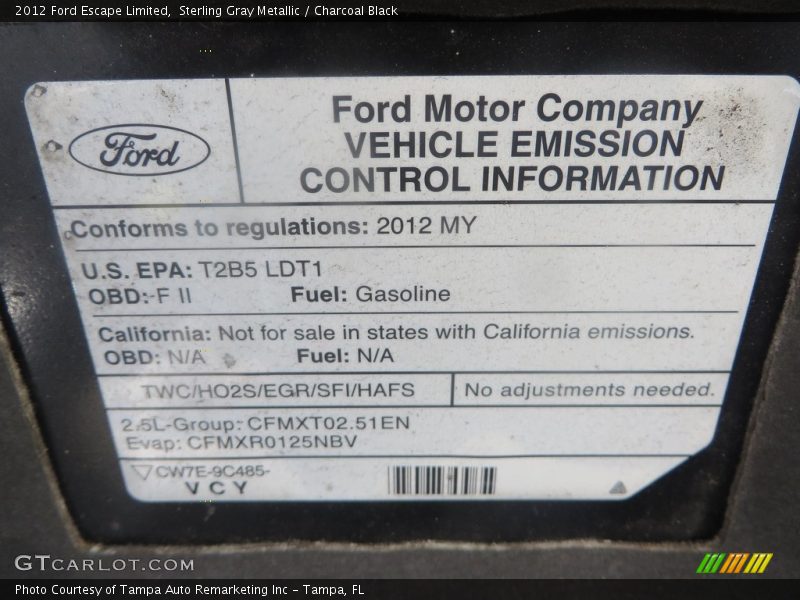 2012 Ford Escape Limited, Sterling Gray Metallic / Charcoal Black
Ford
Ford Motor Company
VEHICLE EMISSION
CONTROL INFORMATION
Conforms to regulations: 2012 MY
U.S. EPA: T2B5 LDT1
OBD: F II Fuel: Gasoline
California: Not for sale in states with California emissions.
OBD: N/A Fuel: N/A
TWC/HO2S/EGR/SFI/HAFS No adjustments needed.
2.5L-Group: CFMXT02.51EN
Evap: CFMXR0125NBV
CW7E-9C485-
V C Y
GTCARLOT.COM
Photo Courtesy of Tampa Auto Remarketing Inc – Tampa, FL